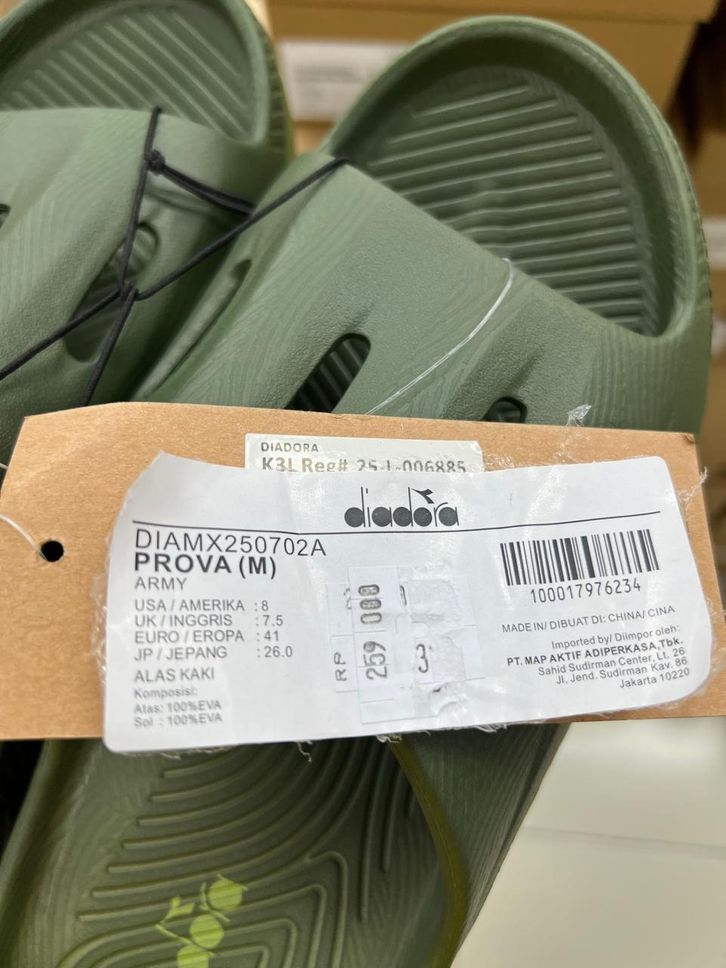 DIADORA
K3L Reg# 25-L-006885
diadora
DIAMX250702A
PROVA (M)
ARMY
USA / AMERIKA : 8
UK / INGGRIS : 7.5
EURO / EROPA : 41
JP / JEPANG : 26.0
ALAS KAKI
Komposisi:
Atas: 100%EVA
Sol : 100%EVA
RP
259 000
3
100017976234
MADE IN/ DIBUAT DI: CHINA/ CINA
Imported by/ Diimpor oleh:
PT. MAP AKTIF ADIPERKASA,Tbk.
Sahid Sudirman Center, Lt. 26
Jl, Jend. Sudirman Kav. 86
Jakarta 10220